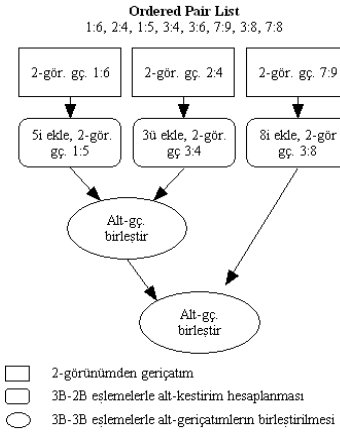 Ordered Pair List
1:6, 2:4, 1:5, 3:4, 3:6, 7:9, 3:8, 7:8
2-gör. gç. 1:6
2-gör. gç. 2:4
2-gör. gç. 7:9
5i ekle, 2-gör.
gç. 1:5
3ü ekle, 2-gör.
gç 3:4
8i ekle, 2-gör
gç. 3:8
Alt-gç.
birleştir
Alt-gç.
birleştir
2-görünümden geriçatım
3B-2B eşlemelerle alt-kestirim hesaplanması
3B-3B eşlemelerle alt-geriçatımların birleştirilmesi